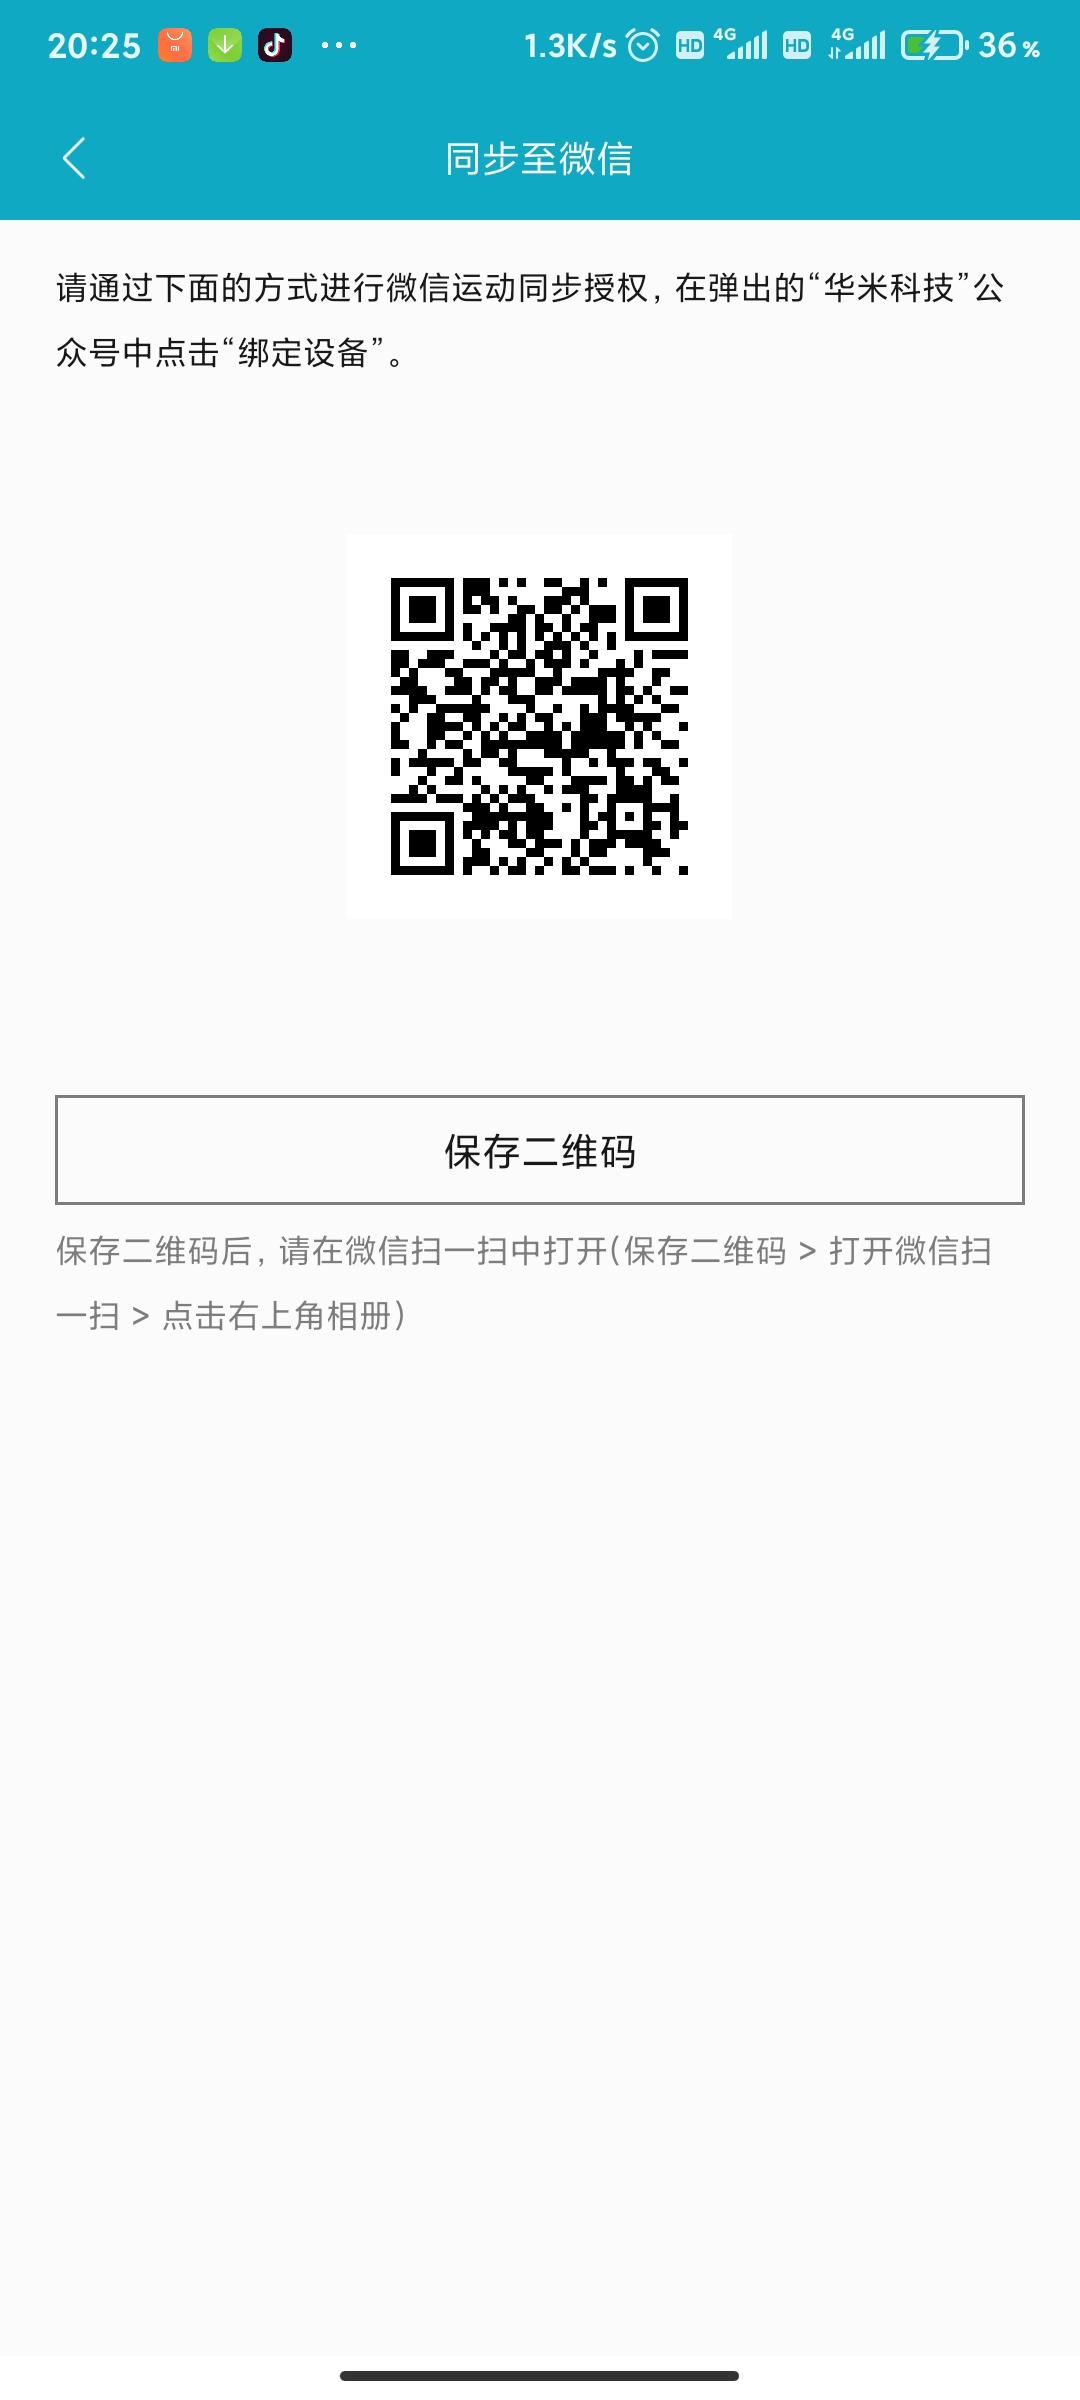 20:25 1.3K/s HD 4G HD 4G 36%
同步至微信
请通过下面的方式进行微信运动同步授权, 在弹出的“华米科技”公
众号中点击“绑定设备”。
保存二维码
保存二维码后, 请在微信扫一扫中打开(保存二维码 > 打开微信扫
一扫 > 点击右上角相册)